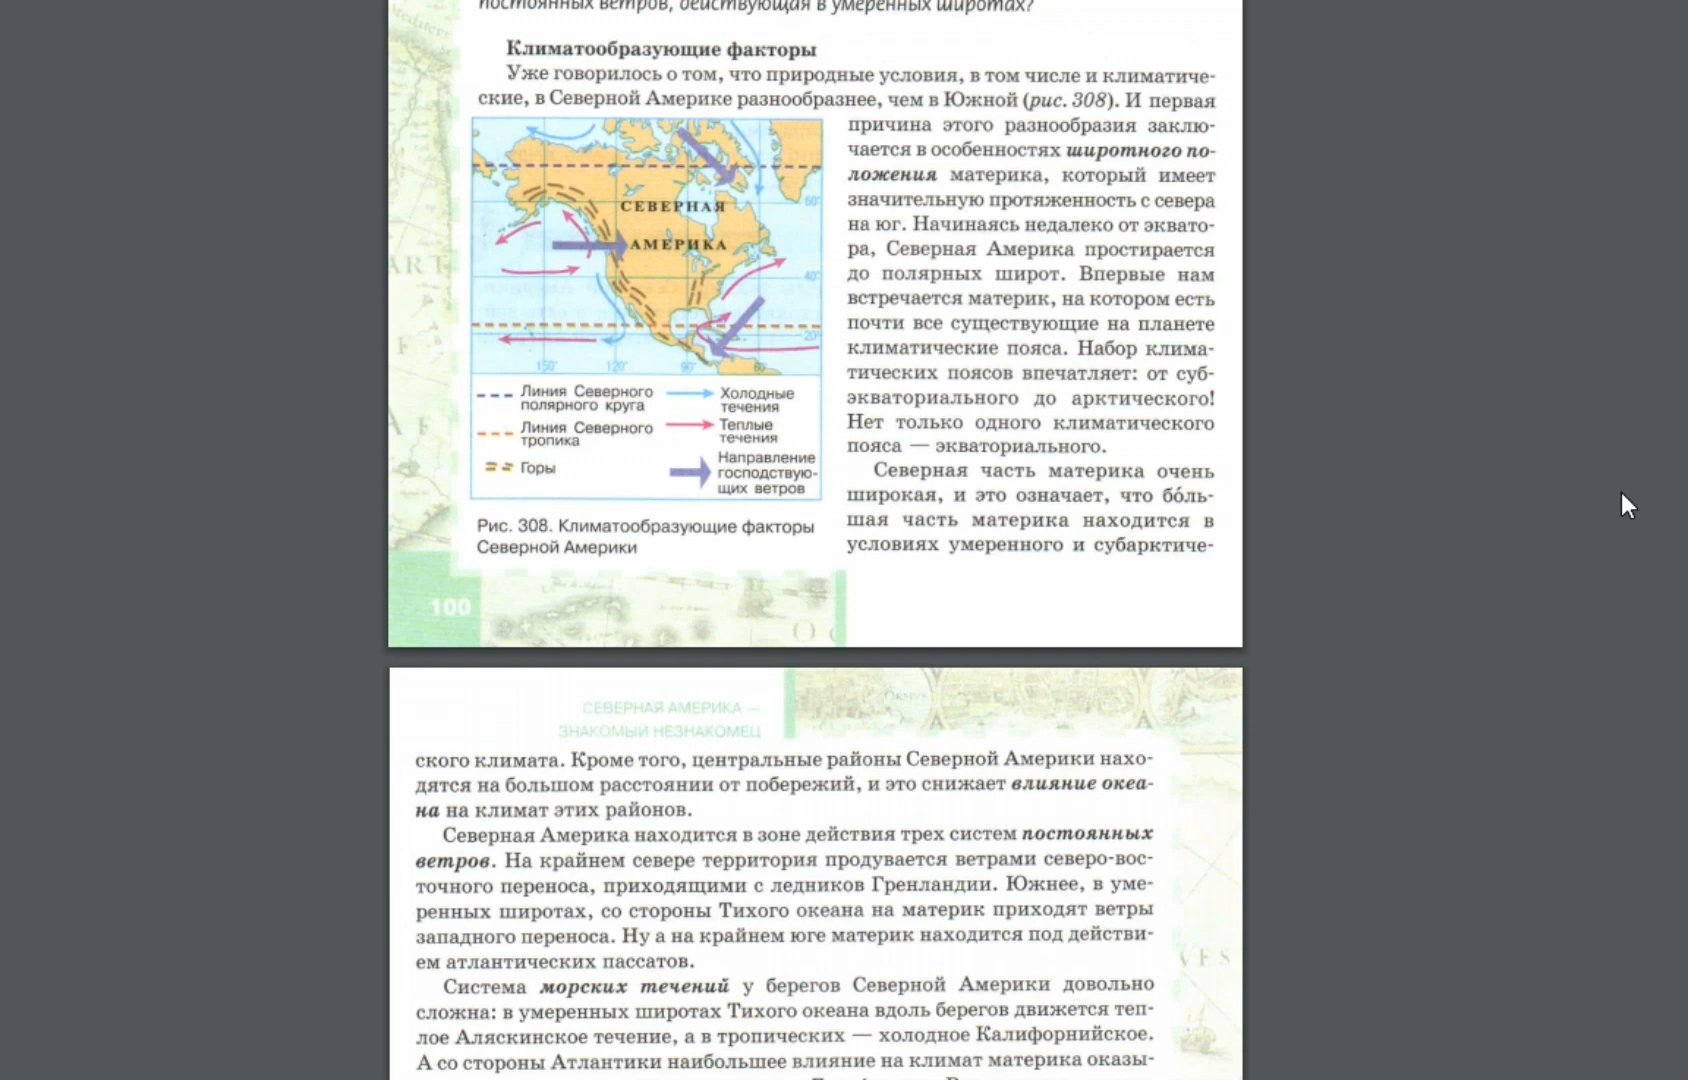 постоянных ветров, действующая в умеренных широтах?
Климатообразующие факторы
Уже говорилось о том, что природные условия, в том числе и климатиче-
ские, в Северной Америке разнообразнее, чем в Южной (рис. 308). И первая
причина этого разнообразия заклю-
чается в особенностях широтного по-
ложения материка, который имеет
значительную протяженность с севера
на юг. Начинаясь недалеко от эквато-
ра, Северная Америка простирается
до полярных широт. Впервые нам
встречается материк, на котором есть
почти все существующие на планете
климатические пояса. Набор клима-
тических поясов впечатляет: от суб-
экваториального до арктического!
Нет только одного климатического
пояса — экваториального.
Северная часть материка очень
широкая, и это означает, что бо́ль-
шая часть материка находится в
условиях умеренного и субарктиче-
СЕВЕРНАЯ
АМЕРИКА
60°
40°
20°
150° 120° 90° 60°
Линия Северного
полярного круга
Линия Северного
тропика
Горы
Холодные
течения
Теплые
течения
Направление
господствую-
щих ветров
Рис. 308. Климатообразующие факторы
Северной Америки
100
СЕВЕРНАЯ АМЕРИКА —
ЗНАКОМЫЙ НЕЗНАКОМЕЦ
ского климата. Кроме того, центральные районы Северной Америки нахо-
дятся на большом расстоянии от побережий, и это снижает влияние океа-
на на климат этих районов.
Северная Америка находится в зоне действия трех систем постоянных
ветров. На крайнем севере территория продувается ветрами северо-вос-
точного переноса, приходящими с ледников Гренландии. Южнее, в уме-
ренных широтах, со стороны Тихого океана на материк приходят ветры
западного переноса. Ну а на крайнем юге материк находится под действи-
ем атлантических пассатов.
Система морских течений у берегов Северной Америки довольно
сложна: в умеренных широтах Тихого океана вдоль берегов движется теп-
лое Аляскинское течение, а в тропических — холодное Калифорнийское.
А со стороны Атлантики наибольшее влияние на климат материка оказы-